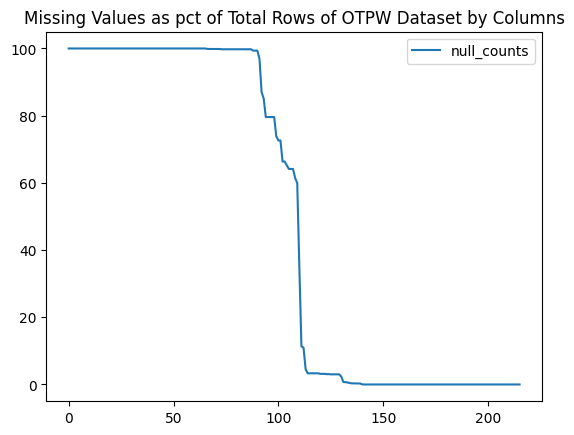 Missing Values as pct of Total Rows of OTPW Dataset by Columns
null_counts
100
80
60
40
20
0
0 50 100 150 200